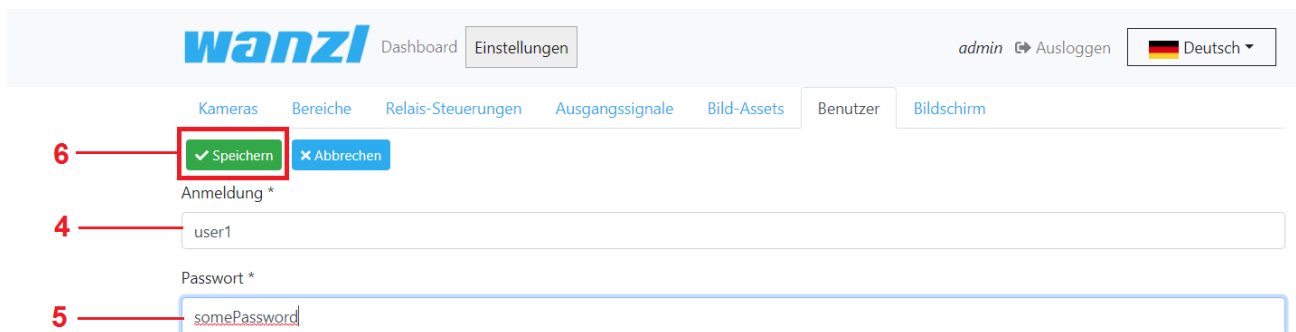 wanzl Dashboard Einstellungen admin Ausloggen Deutsch
Kameras Bereiche Relais-Steuerungen Ausgangssignale Bild-Assets Benutzer Bildschirm
6 Speichern Abbrechen
Anmeldung *
4 user1
Passwort *
5 somePassword